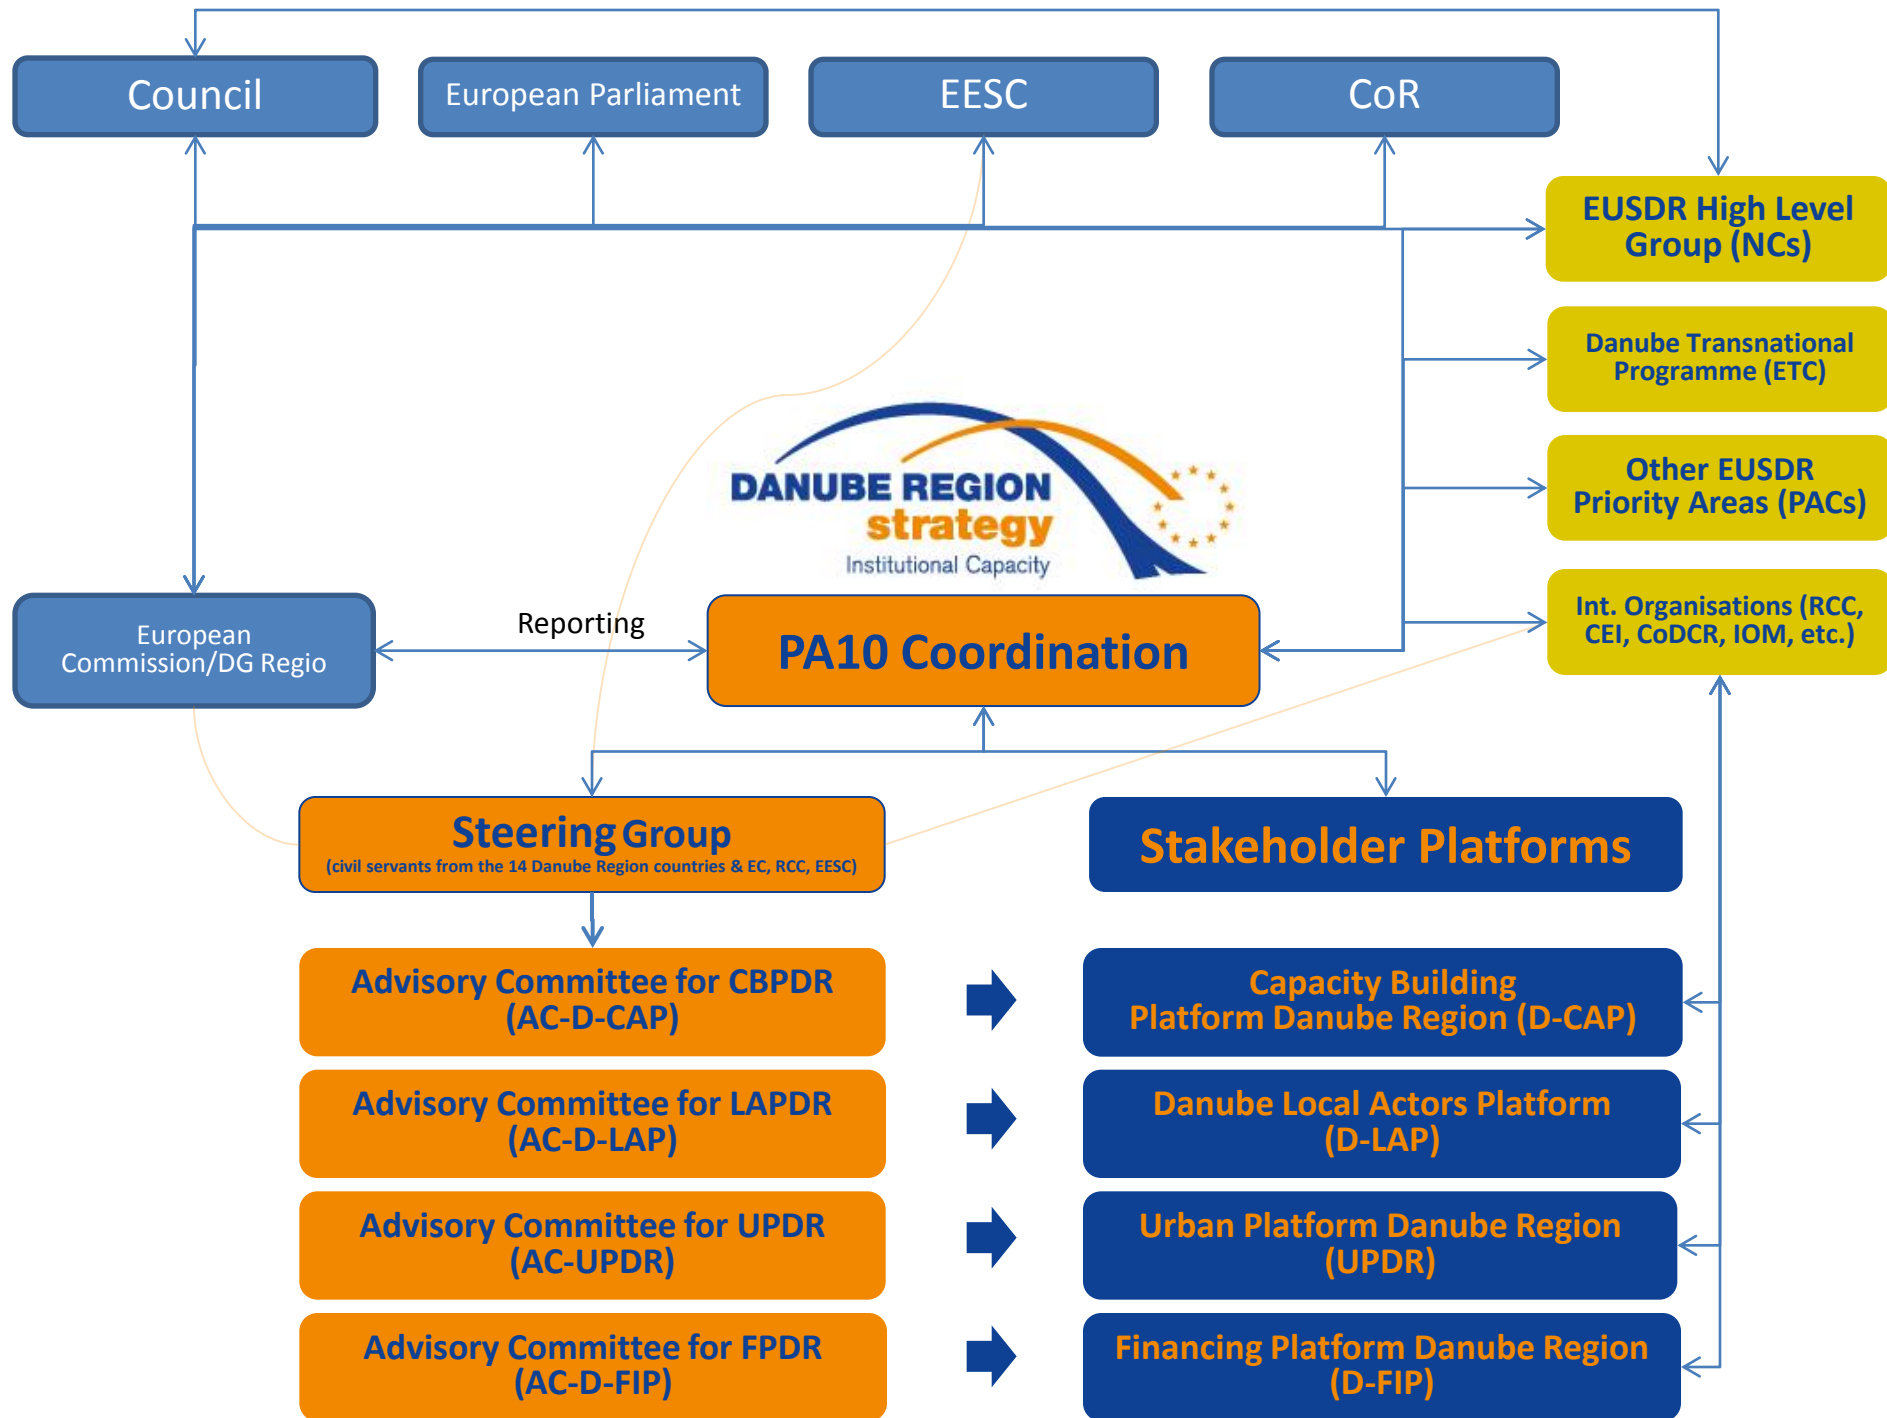 Council
European Parliament
EESC
CoR
EUSDR High Level
Group (NCs)
Danube Transnational
Programme (ETC)
DANUBE REGION
strategy
Institutional Capacity
Other EUSDR
Priority Areas (PACs)
European
Commission/DG Regio
Reporting
PA10 Coordination
Int. Organisations (RCC,
CEI, CoDCR, IOM, etc.)
Steering Group
(civil servants from the 14 Danube Region countries & EC, RCC, EESC)
Stakeholder Platforms
Advisory Committee for CBPDR
(AC-D-CAP)
Capacity Building
Platform Danube Region (D-CAP)
Advisory Committee for LAPDR
(AC-D-LAP)
Danube Local Actors Platform
(D-LAP)
Advisory Committee for UPDR
(AC-UPDR)
Urban Platform Danube Region
(UPDR)
Advisory Committee for FPDR
(AC-D-FIP)
Financing Platform Danube Region
(D-FIP)